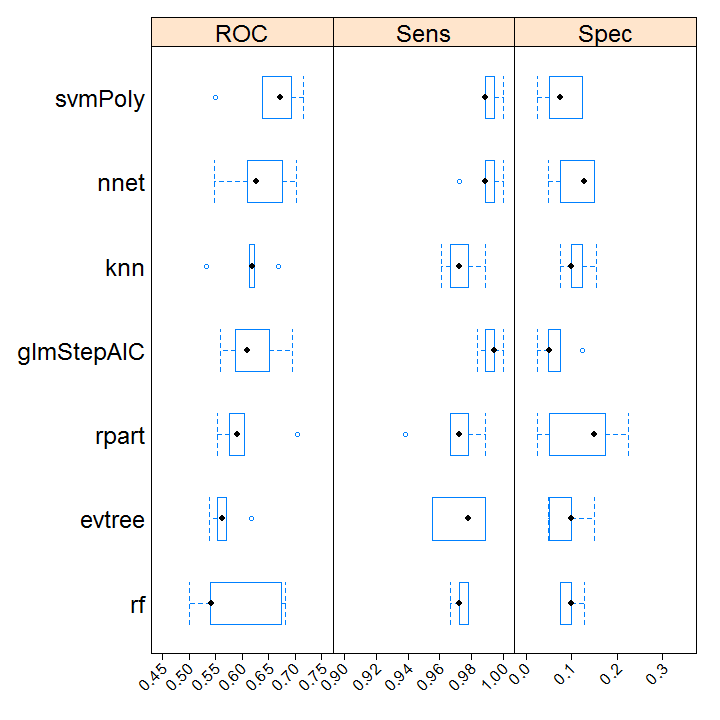 ROC Sens Spec
svmPoly
nnet
knn
glmStepAIC
rpart
evtree
rf
0.45 0.50 0.55 0.60 0.65 0.70 0.75 0.90 0.92 0.94 0.96 0.98 1.00 0.0 0.1 0.2 0.3